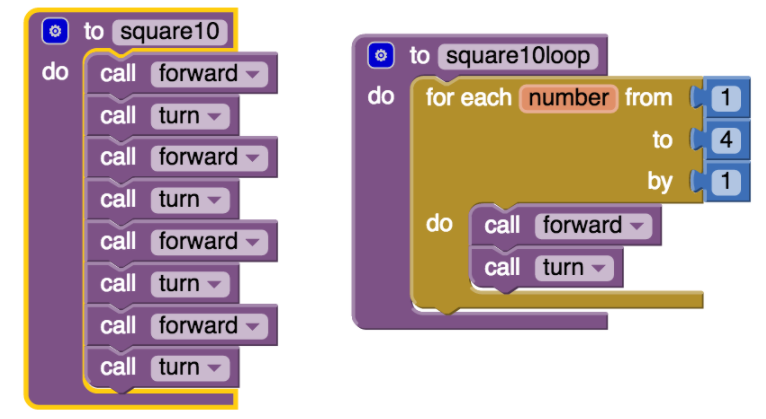 to square10
do call forward
call turn
call forward
call turn
call forward
call turn
call forward
call turn
to square10loop
do for each number from 1
to 4
by 1
do call forward
call turn